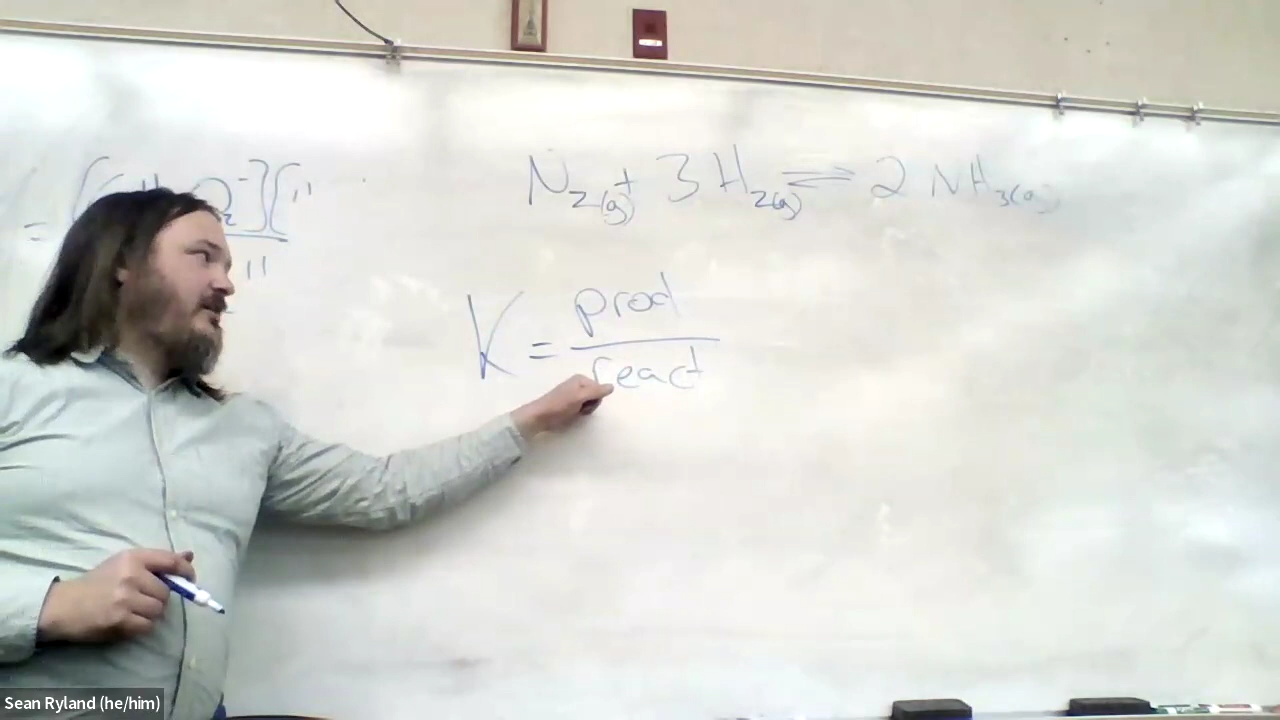 N₂(g) + 3 H₂(g) ⇌ 2 NH₃(g)
K = prod
react
Sean Ryland (he/him)